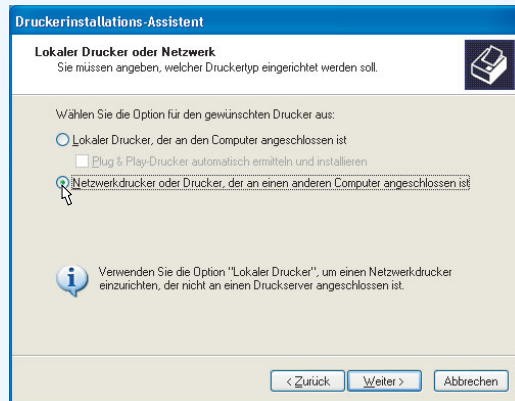 Druckerinstallations-Assistent
Lokaler Drucker oder Netzwerk
Sie müssen angeben, welcher Druckertyp eingerichtet werden soll.
Wählen Sie die Option für den gewünschten Drucker aus:
Lokaler Drucker, der an den Computer angeschlossen ist
Plug & Play-Drucker automatisch ermitteln und installieren
Netzwerkdrucker oder Drucker, der an einen anderen Computer angeschlossen ist
Verwenden Sie die Option "Lokaler Drucker", um einen Netzwerkdrucker
einzurichten, der nicht an einen Druckserver angeschlossen ist.
< Zurück Weiter > Abbrechen